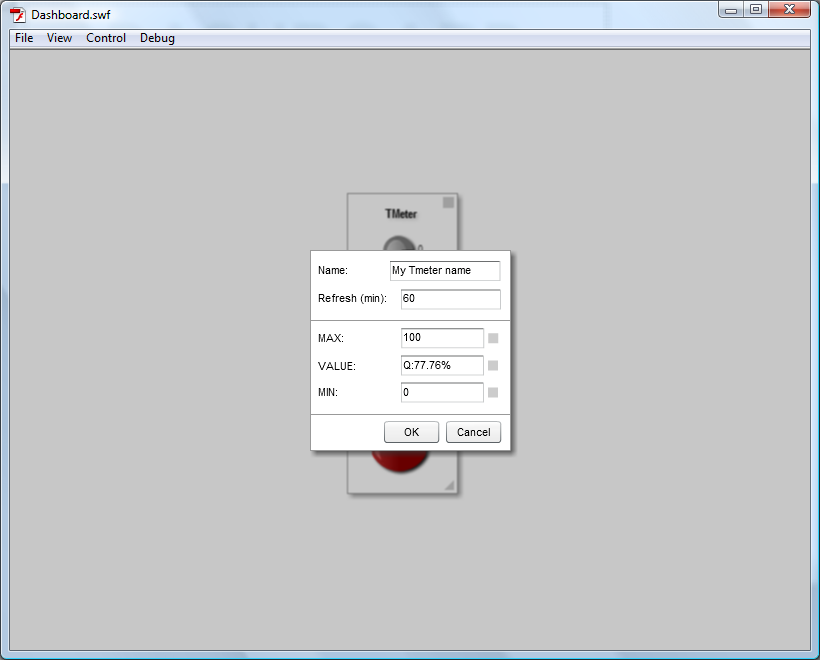 Dashboard.swf
File View Control Debug
TMeter
Name: My Tmeter name
Refresh (min): 60
MAX: 100
VALUE: Q:77.76%
MIN: 0
OK Cancel